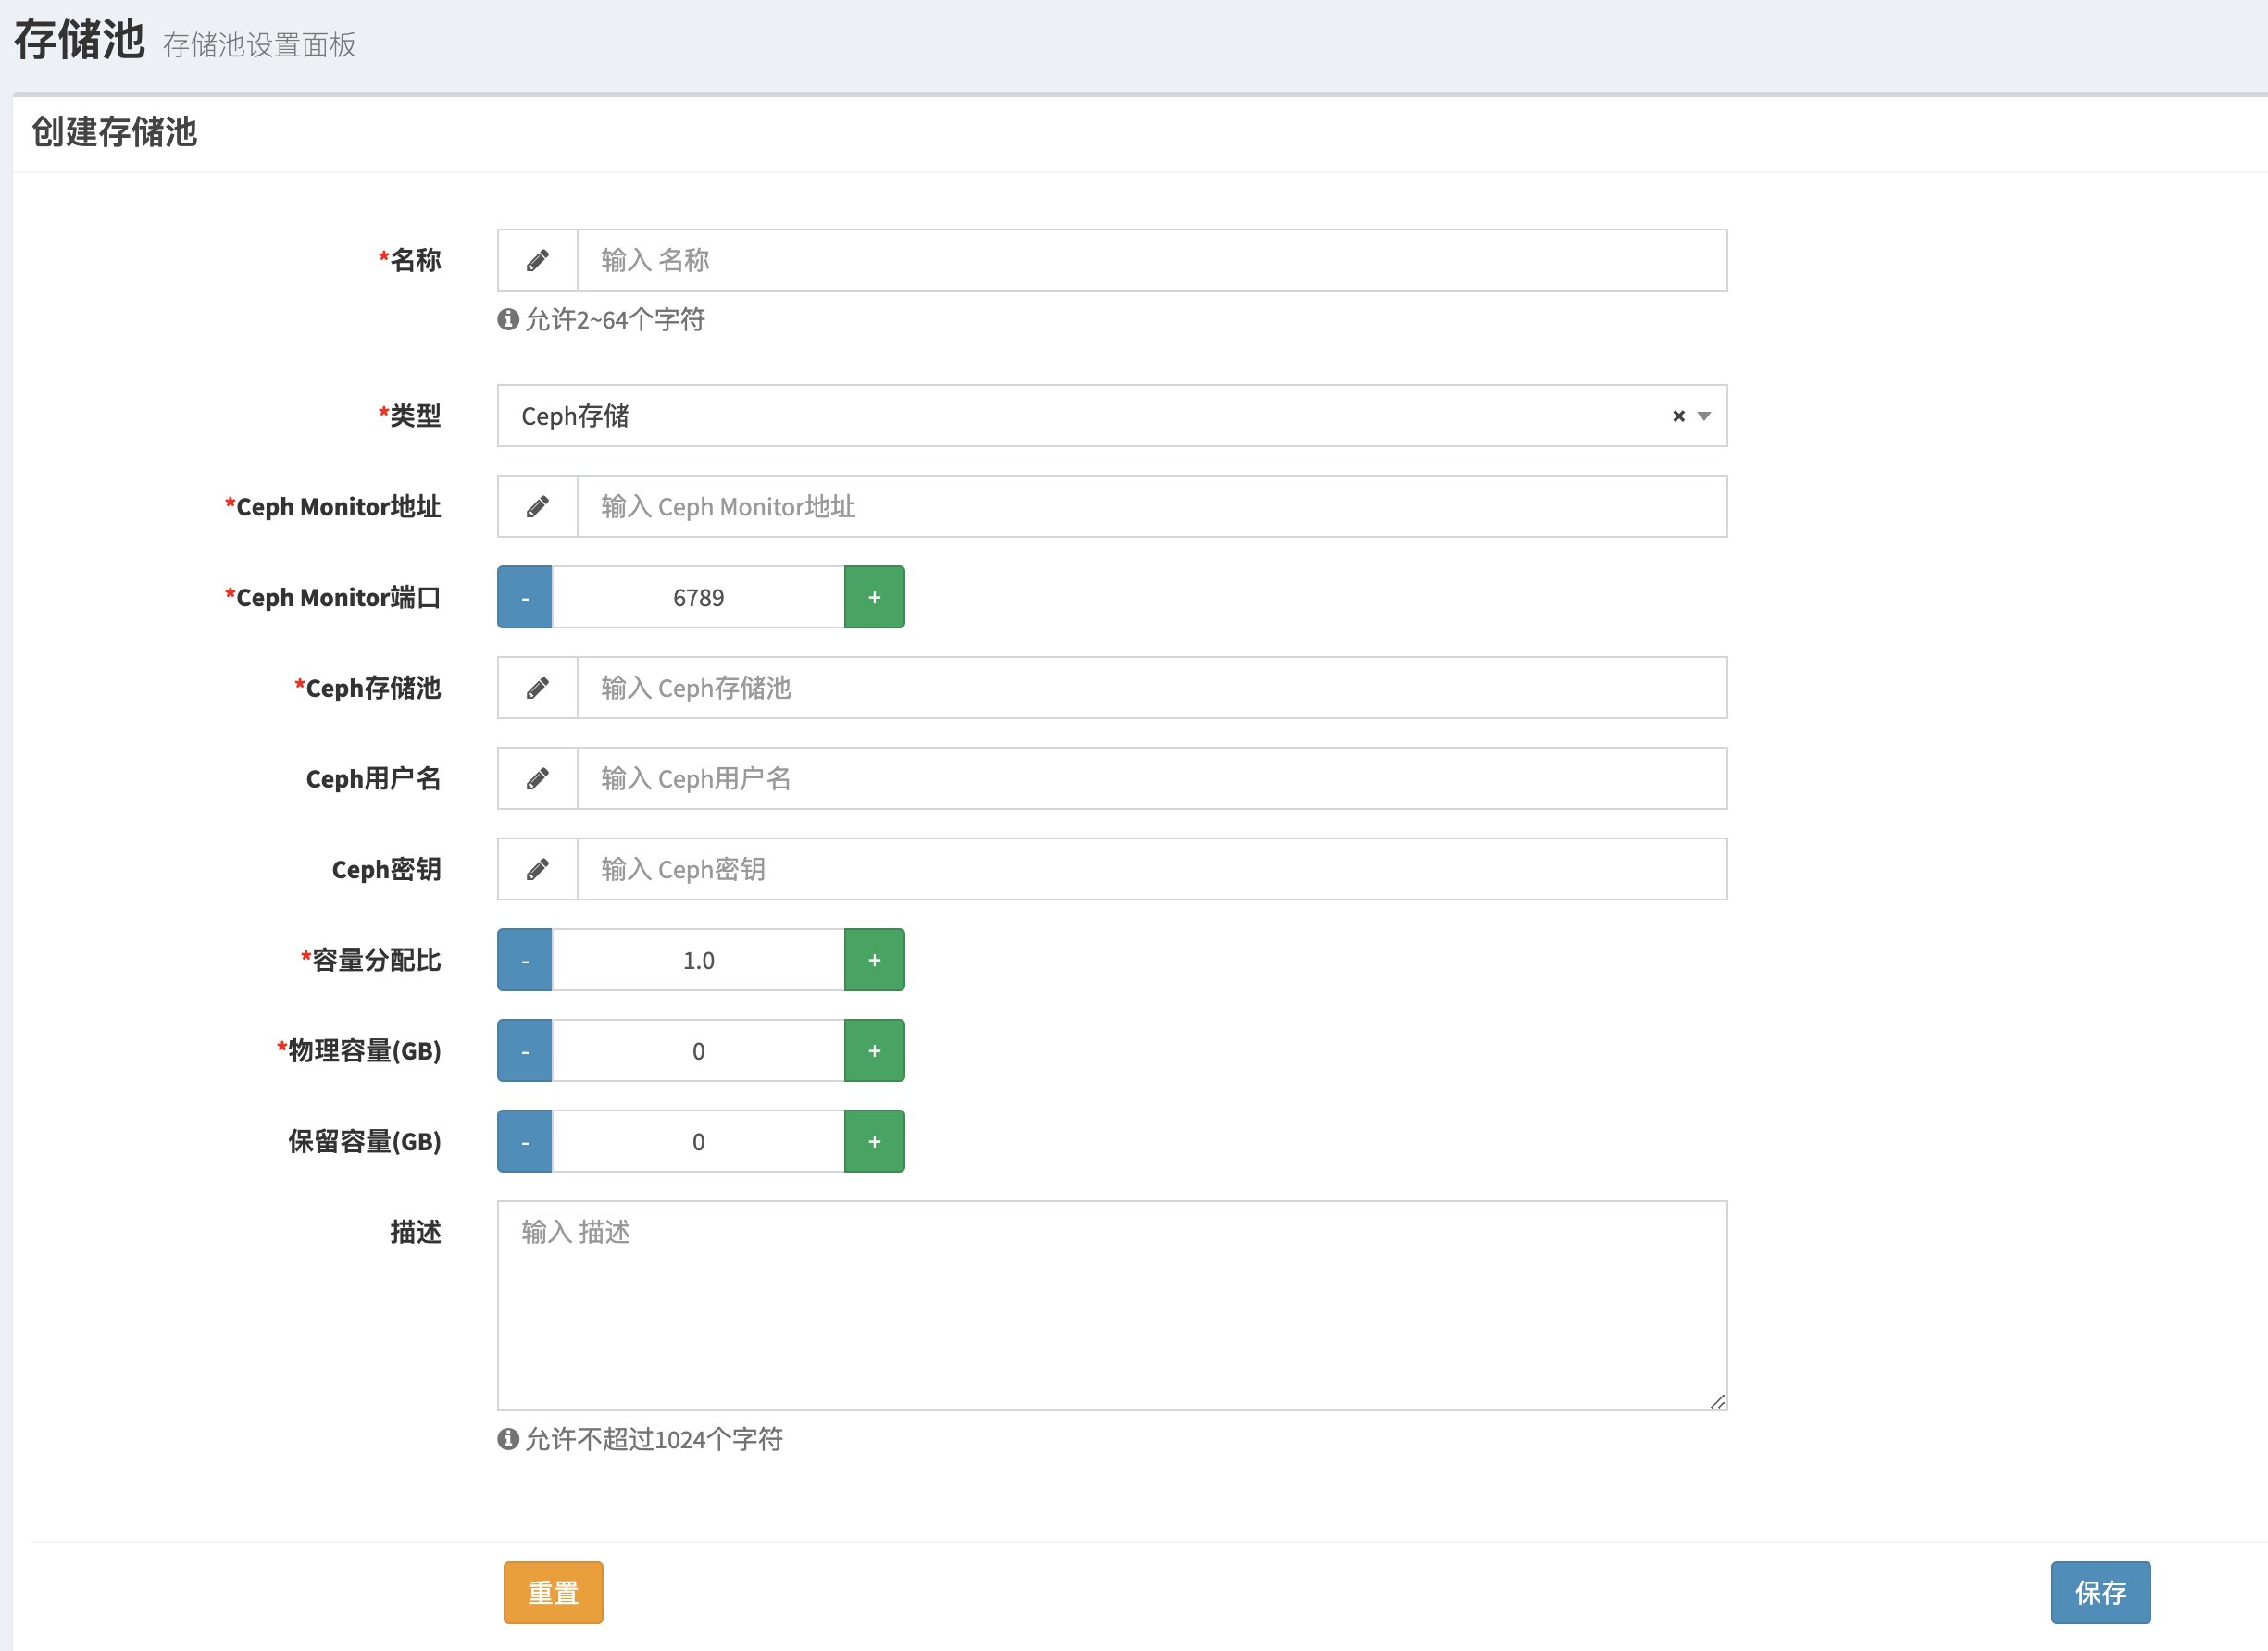 存储池 存储池设置面板
创建存储池
*名称 输入 名称
允许2~64个字符
*类型 Ceph存储 ×
*Ceph Monitor地址 输入 Ceph Monitor地址
*Ceph Monitor端口 - 6789 +
*Ceph存储池 输入 Ceph存储池
Ceph用户名 输入 Ceph用户名
Ceph密钥 输入 Ceph密钥
*容量分配比 - 1.0 +
*物理容量(GB) - 0 +
保留容量(GB) - 0 +
描述 输入 描述
允许不超过1024个字符
重置 保存